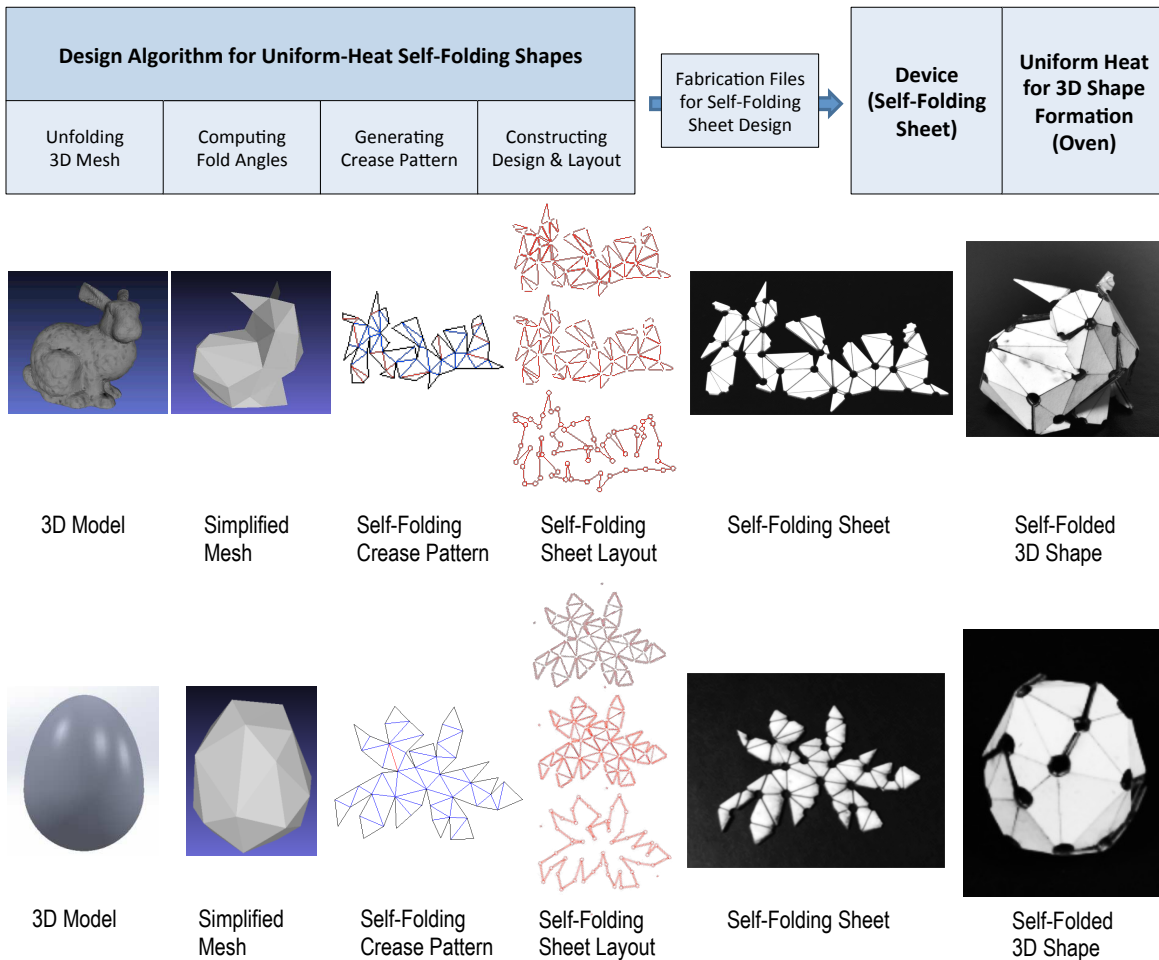 Design Algorithm for Uniform-Heat Self-Folding Shapes
Unfolding
3D Mesh
Computing
Fold Angles
Generating
Crease Pattern
Constructing
Design & Layout
Fabrication Files
for Self-Folding
Sheet Design
Device
(Self-Folding
Sheet)
Uniform Heat
for 3D Shape
Formation
(Oven)
3D Model
Simplified
Mesh
Self-Folding
Crease Pattern
Self-Folding
Sheet Layout
Self-Folding Sheet
Self-Folded
3D Shape
3D Model
Simplified
Mesh
Self-Folding
Crease Pattern
Self-Folding
Sheet Layout
Self-Folding Sheet
Self-Folded
3D Shape